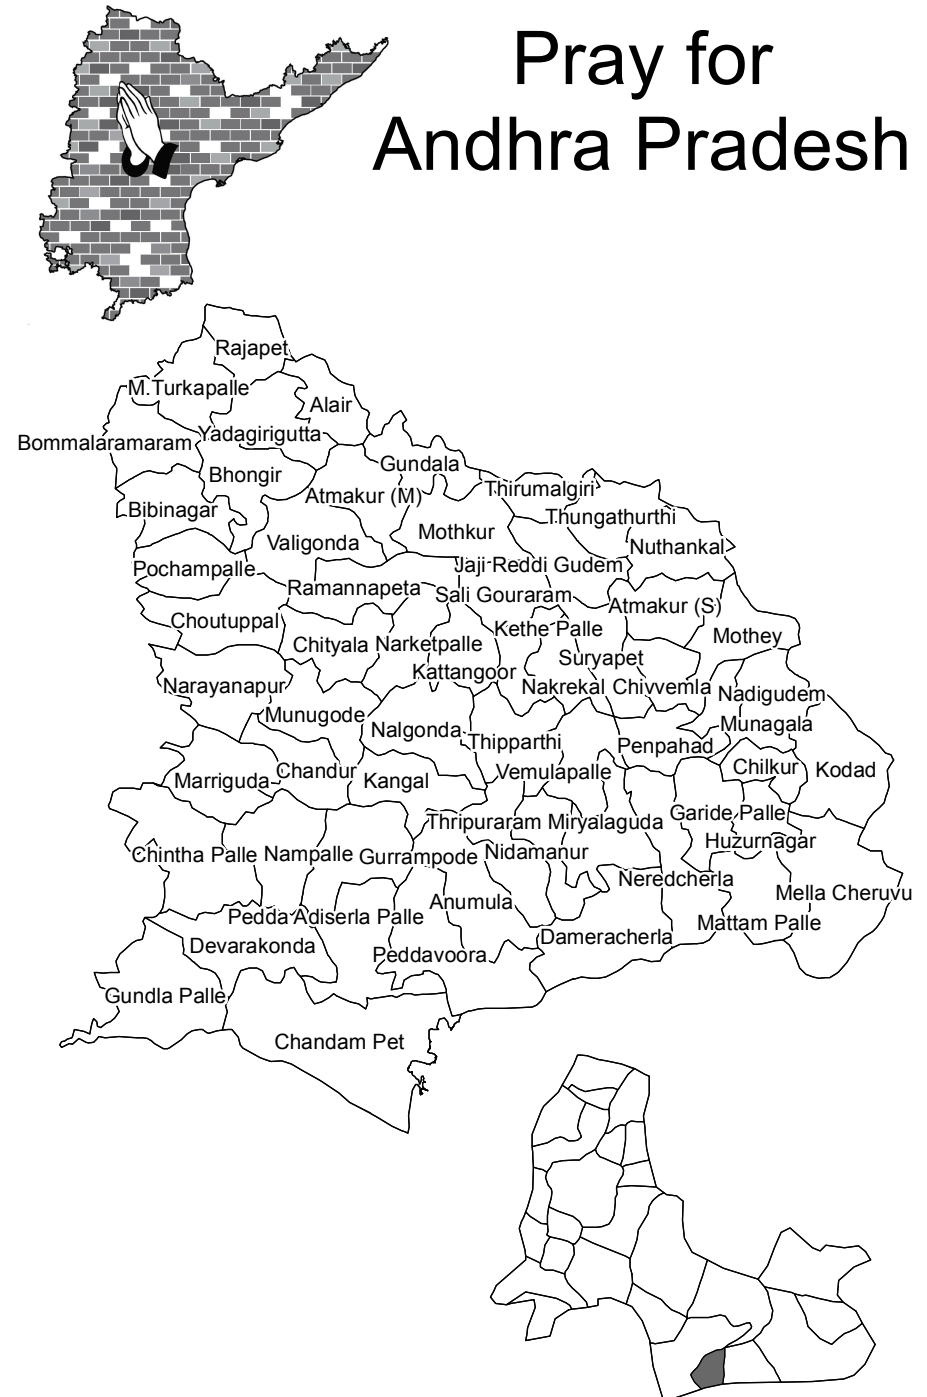 Pray for
Andhra Pradesh
Rajapet
M.Turkapalle
Alair
Bommalaramaram
Yadagirigutta
Bhongir
Gundala
Atmakur (M)
Thirumalgiri
Bibinagar
Thungathurthi
Mothkur
Valigonda
Nuthankal
Pochampalle
Jaji-Reddi Gudem
Ramannapeta
Sali Gouraram
Atmakur (S)
Choutuppal
Kethe Palle
Mothey
Chityala
Narketpalle
Suryapet
Kattangoor
Narayanapur
Nakrekal
Chivvemla
Nadigudem
Munugode
Munagala
Nalgonda
Thipparthi
Penpahad
Chandur
Vemulapalle
Chilkur
Kodad
Marriguda
Kangal
Garide Palle
Thripuraram
Miryalaguda
Huzurnagar
Chintha Palle
Nampalle
Gurrampode
Nidamanur
Neredcherla
Mella Cheruvu
Anumula
Pedda Adiserla Palle
Mattam Palle
Devarakonda
Dameracherla
Peddavoora
Gundla Palle
Chandam Pet